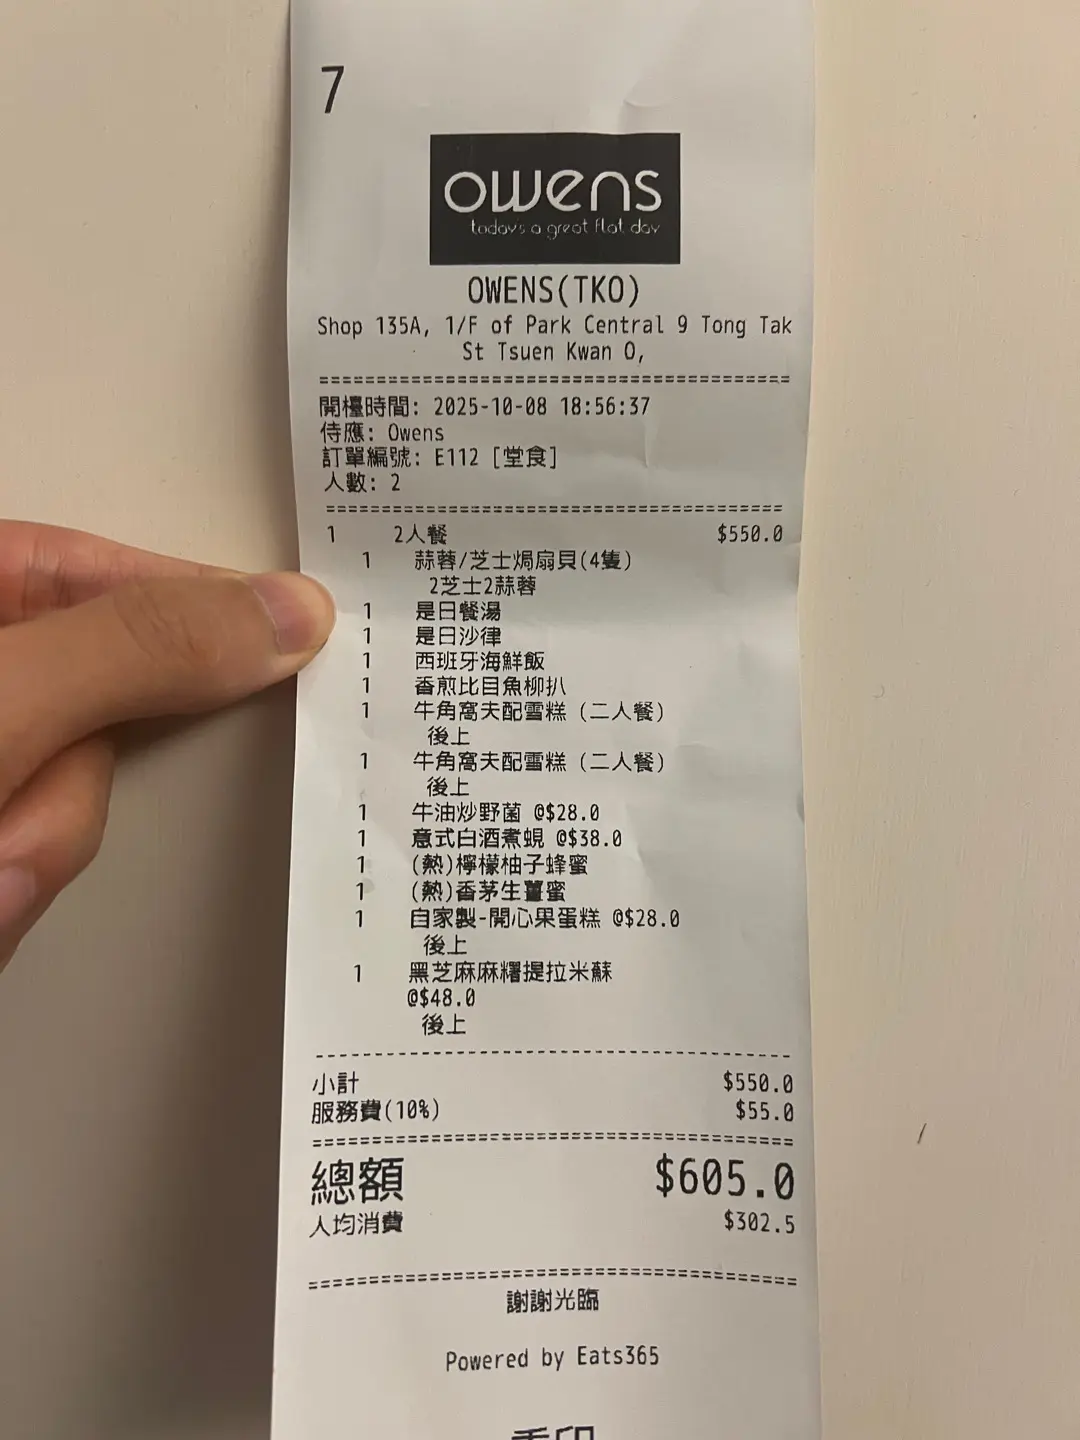 7
owens
todays a great flat day
OWENS(TKO)
Shop 135A, 1/F of Park Central 9 Tong Tak
St Tsuen Kwan O,
========================================
開檯時間: 2025-10-08 18:56:37
侍應: Owens
訂單編號: E112 [堂食]
人數: 2
========================================
1 2人餐 $550.0
1 蒜蓉/芝士焗扇貝(4隻)
2芝士2蒜蓉
1 是日餐湯
1 是日沙律
1 西班牙海鮮飯
1 香煎比目魚柳扒
1 牛角窩夫配雪糕 (二人餐)
後上
1 牛角窩夫配雪糕 (二人餐)
後上
1 牛油炒野菌 @$28.0
1 意式白酒煮蜆 @$38.0
1 (熱)檸檬柚子蜂蜜
1 (熱)香茅生薑蜜
1 自家製-開心果蛋糕 @$28.0
後上
1 黑芝麻麻糬提拉米蘇
@$48.0
後上
----------------------------------------
小計 $550.0
服務費(10%) $55.0
========================================
總額 $605.0
人均消費 $302.5
========================================
謝謝光臨
Powered by Eats365